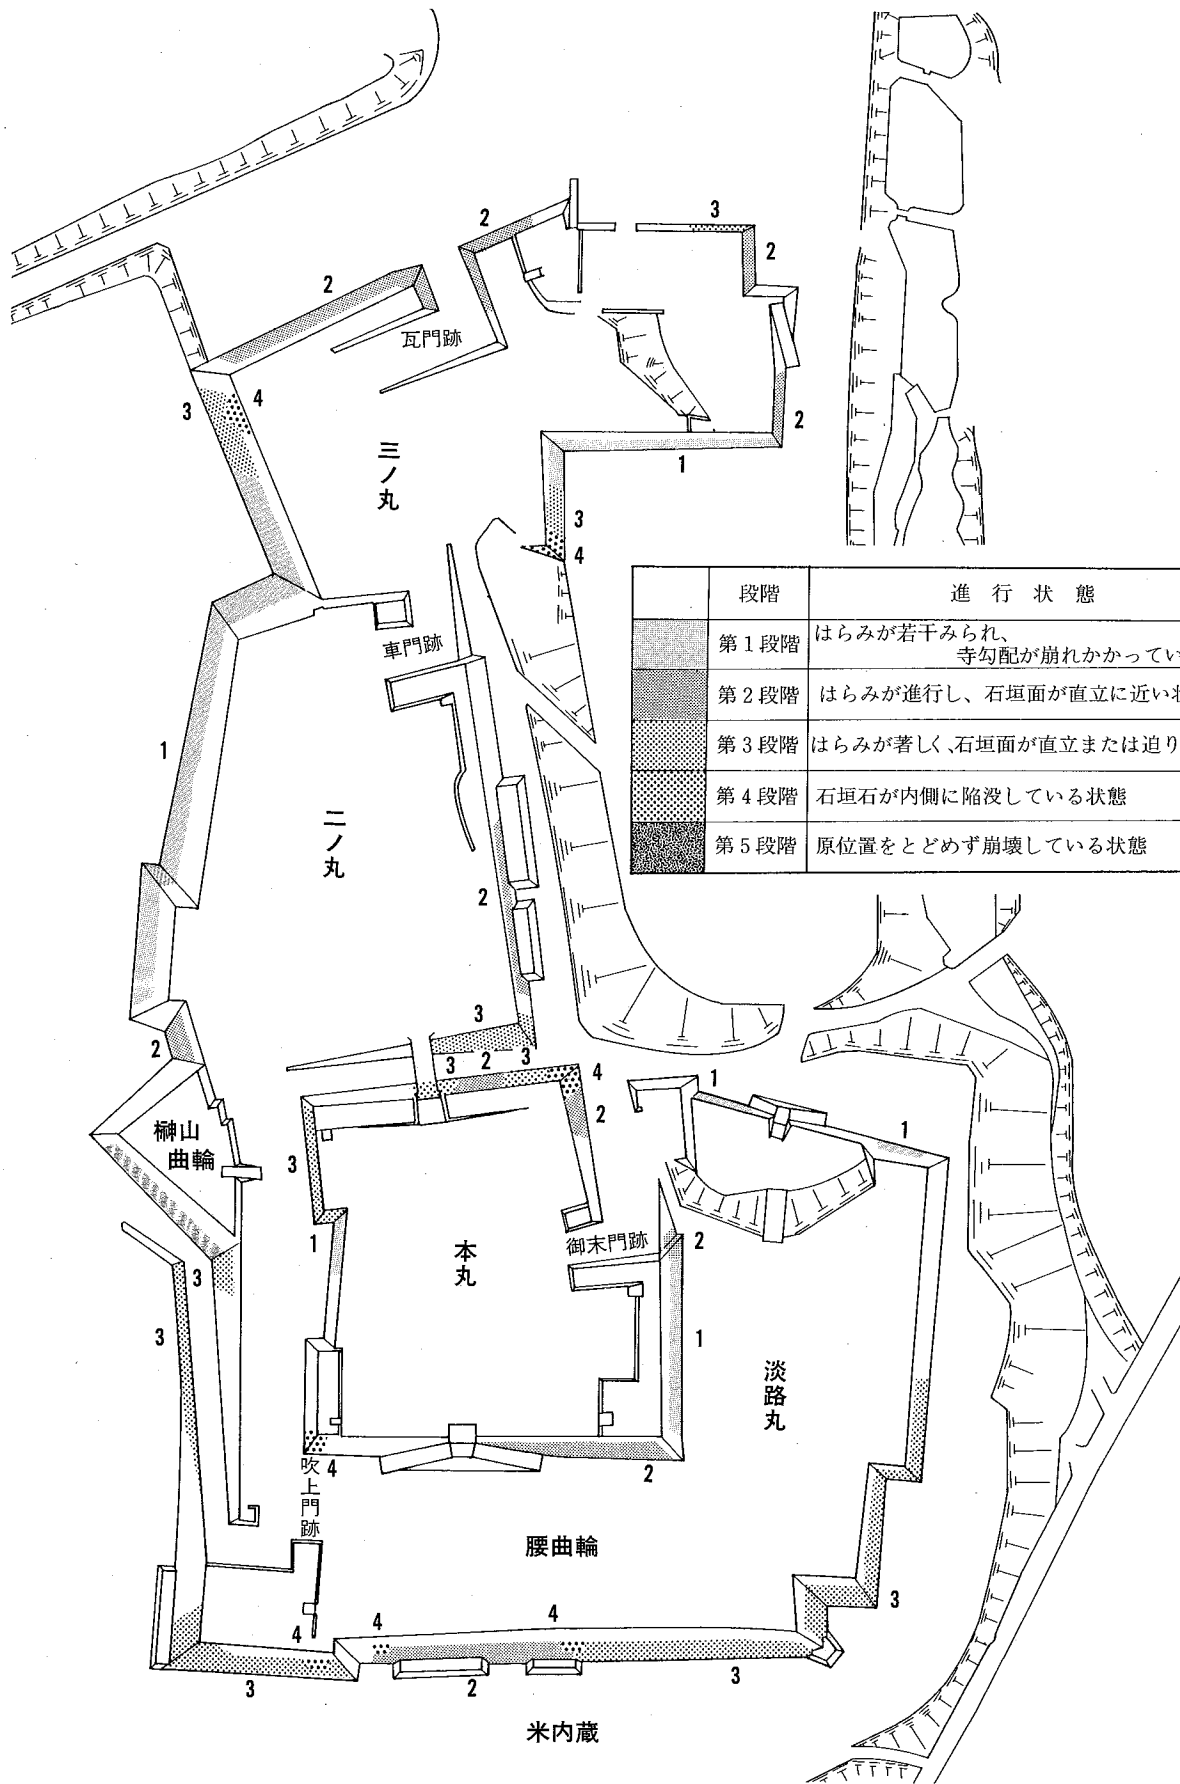 2
3
2
2
瓦門跡
3
4
2
三ノ丸
1
3
4
段階
進行状態
第1段階
はらみが若干みられ、
寺勾配が崩れかかってい
第2段階
はらみが進行し、石垣面が直立に近い
第3段階
はらみが著しく、石垣面が直立または迫り
第4段階
石垣石が内側に陥没している状態
第5段階
原位置をとどめず崩壊している状態
車門跡
1
二ノ丸
2
3
2
3
2
3
4
1
2
1
榊山
曲輪
3
1
本丸
御末門跡
2
3
3
1
淡路丸
4
2
吹上門跡
腰曲輪
3
4
4
4
3
2
3
米内蔵